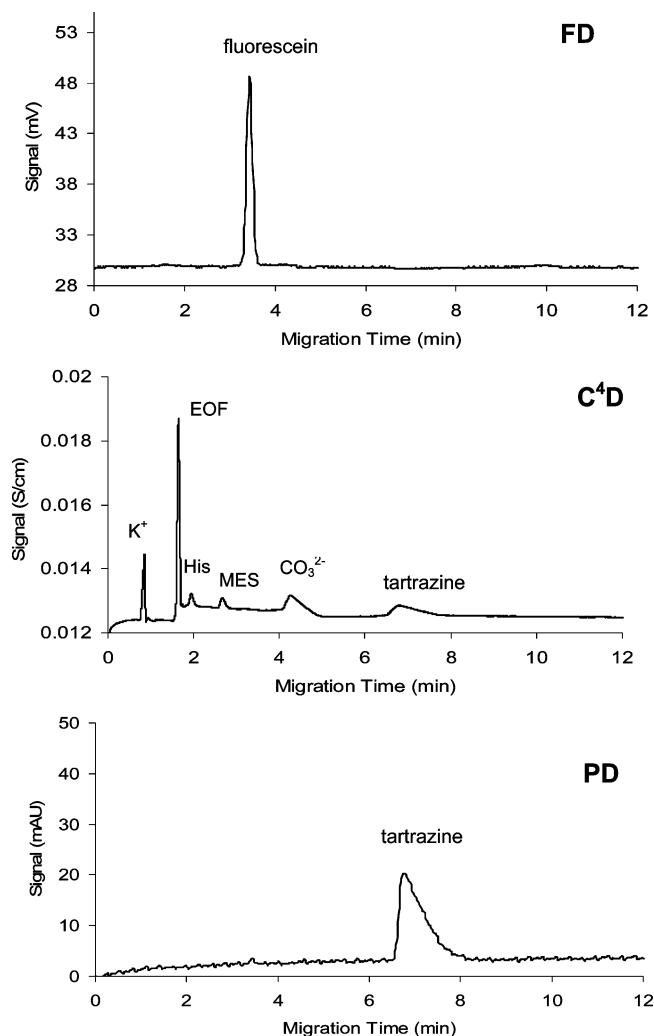 FD
fluorescein
53
48
43
38
33
28
Signal (mV)
0 2 4 6 8 10 12
Migration Time (min)
C⁴D
0.02
0.018
0.016
0.014
0.012
Signal (S/cm)
EOF
K⁺
His
MES
CO₃²⁻
tartrazine
0 2 4 6 8 10 12
Migration Time (min)
PD
50
40
30
20
10
0
Signal (mAU)
tartrazine
0 2 4 6 8 10 12
Migration Time (min)